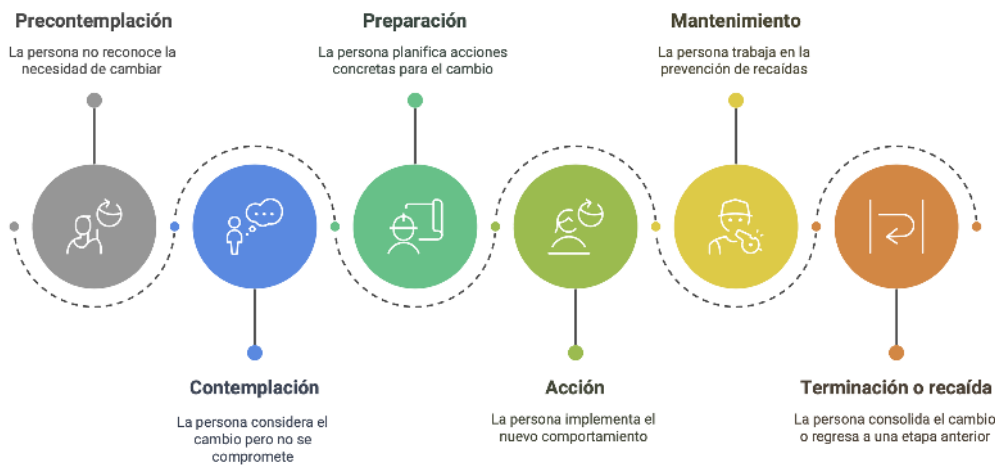 Precontemplación
La persona no reconoce la
necesidad de cambiar
Contemplación
La persona considera el
cambio pero no se
compromete
Preparación
La persona planifica acciones
concretas para el cambio
Acción
La persona implementa el
nuevo comportamiento
Mantenimiento
La persona trabaja en la
prevención de recaídas
Terminación o recaída
La persona consolida el cambio
o regresa a una etapa anterior